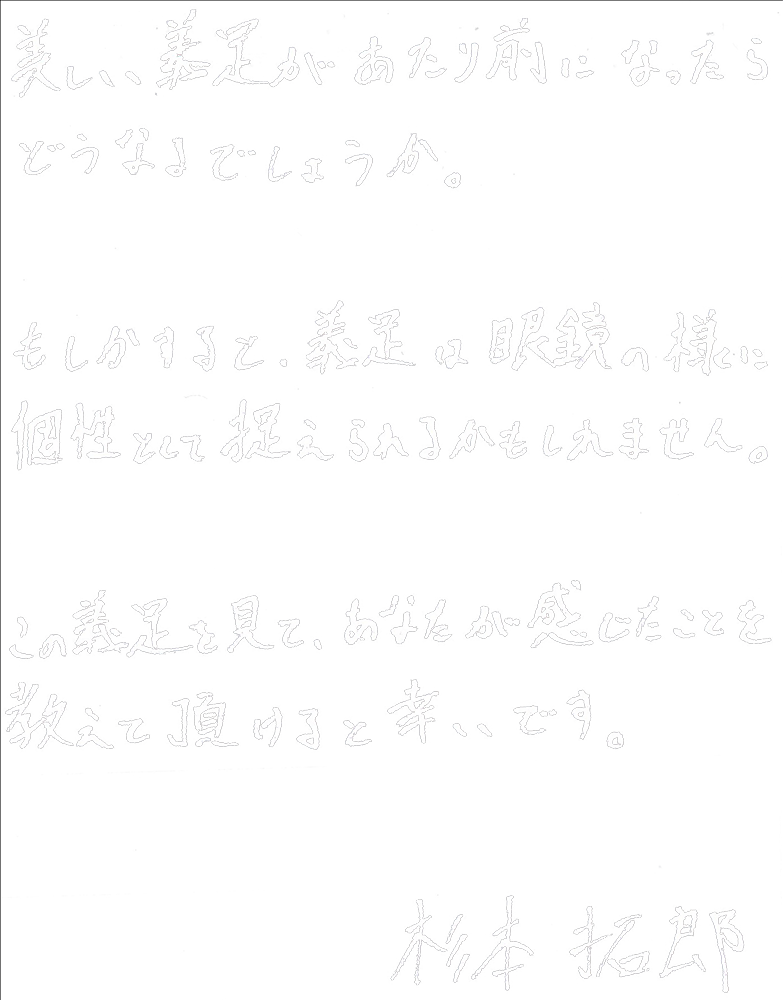 美しい義足があたり前になったら
どうなるでしょうか。
もしかすると、義足は眼鏡の様に
個性として捉えられるかもしれません。
この義足を見て、あなたが感じたことを
教えて頂けると幸いです。
杉本 拓郎